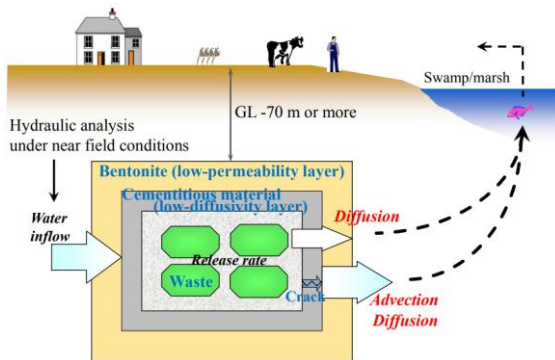 Swamp/marsh
GL -70 m or more
Hydraulic analysis
under near field conditions
Bentonite (low-permeability layer)
Cementitious material
(low-diffusivity layer)
Water
inflow
Diffusion
Release rate
Waste
Crack
Advection
Diffusion